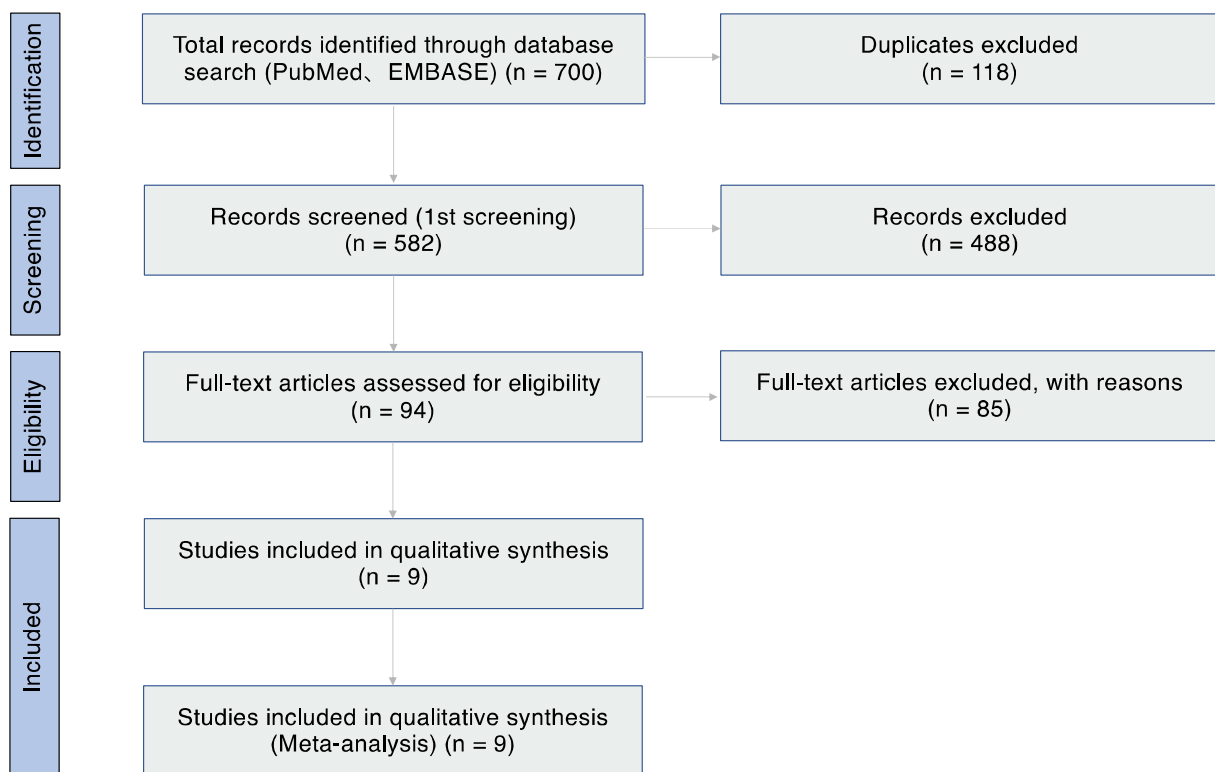 Identification
Total records identified through database
search (PubMed、EMBASE) (n = 700)
Duplicates excluded
(n = 118)
Screening
Records screened (1st screening)
(n = 582)
Records excluded
(n = 488)
Eligibility
Full-text articles assessed for eligibility
(n = 94)
Full-text articles excluded, with reasons
(n = 85)
Included
Studies included in qualitative synthesis
(n = 9)
Studies included in qualitative synthesis
(Meta-analysis) (n = 9)